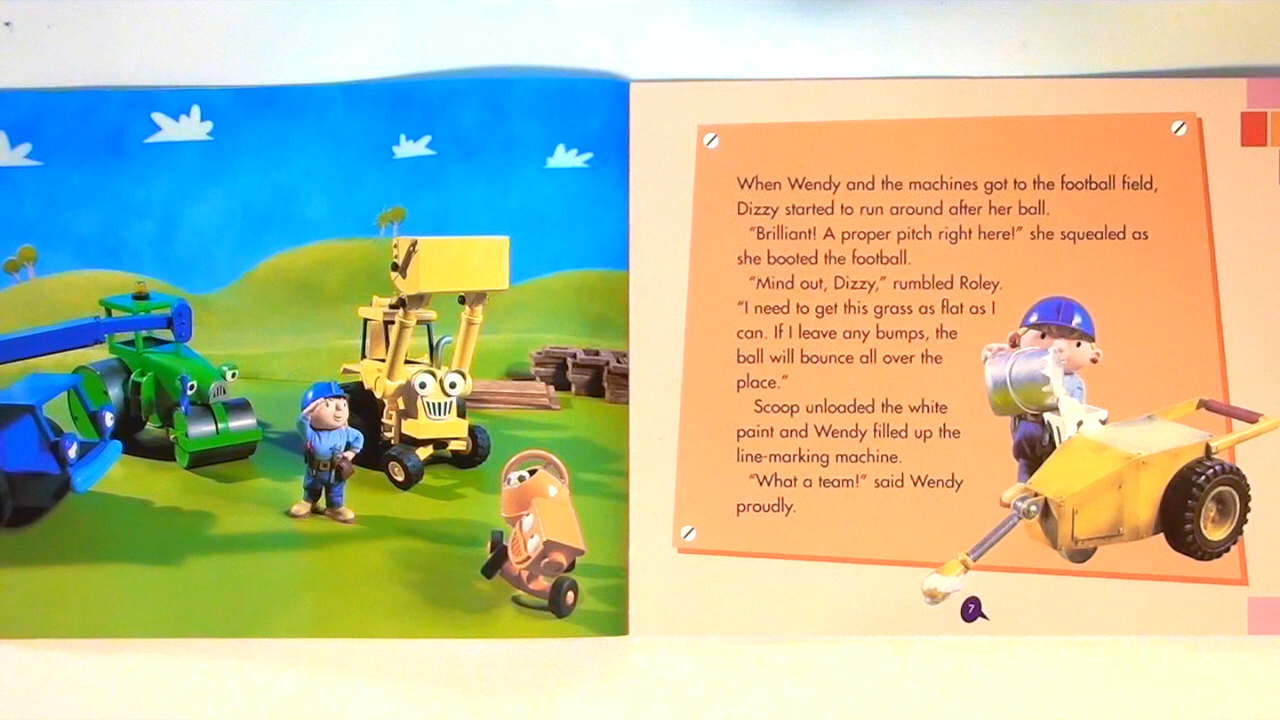 When Wendy and the machines got to the football field,
Dizzy started to run around after her ball.
“Brilliant! A proper pitch right here!” she squealed as
she booted the football.
“Mind out, Dizzy,” rumbled Roley.
“I need to get this grass as flat as I
can. If I leave any bumps, the
ball will bounce all over the
place.”
Scoop unloaded the white
paint and Wendy filled up the
line-marking machine.
“What a team!” said Wendy
proudly.
7